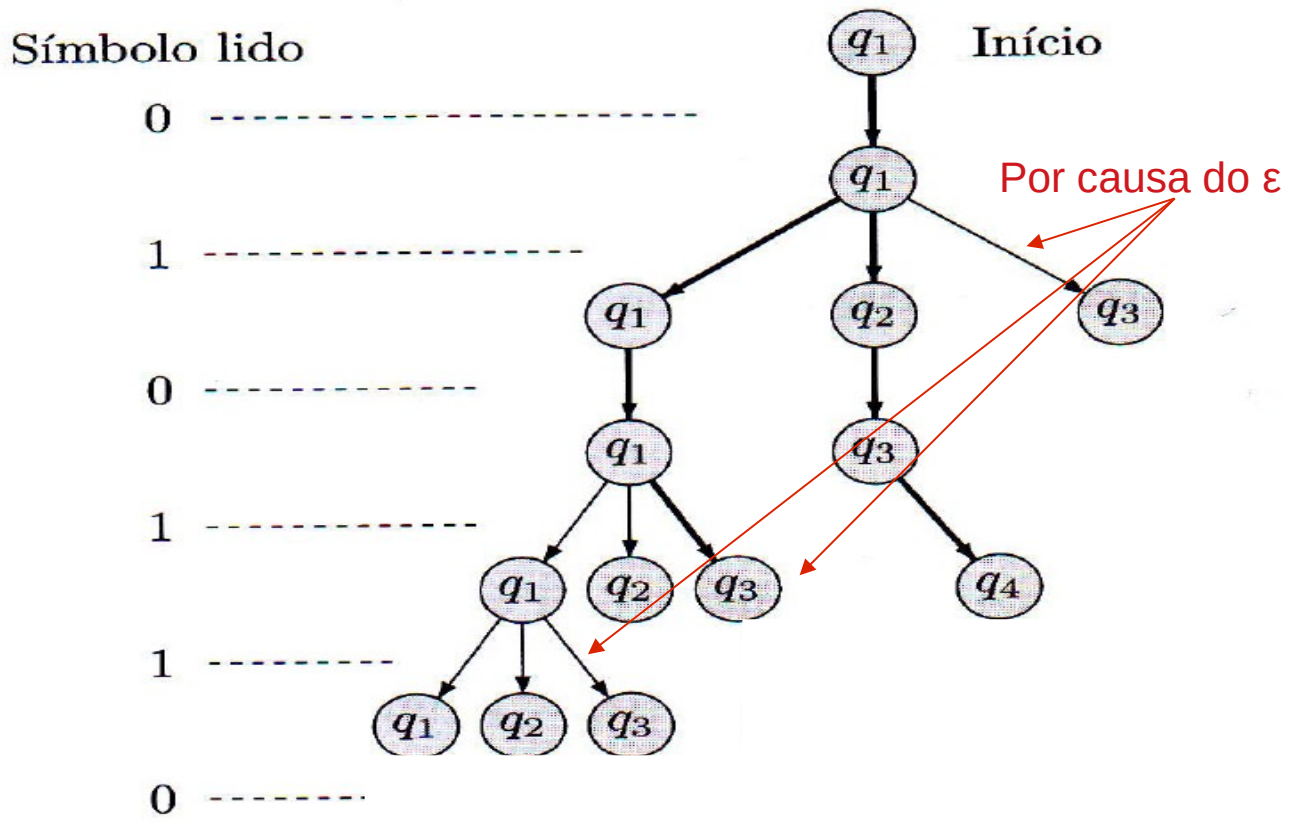 Símbolo lido
q1 Início
0
q1 Por causa do ε
1
q1 q2 q3
0
q1 q3
1
q1 q2 q3 q4
1
q1 q2 q3
0